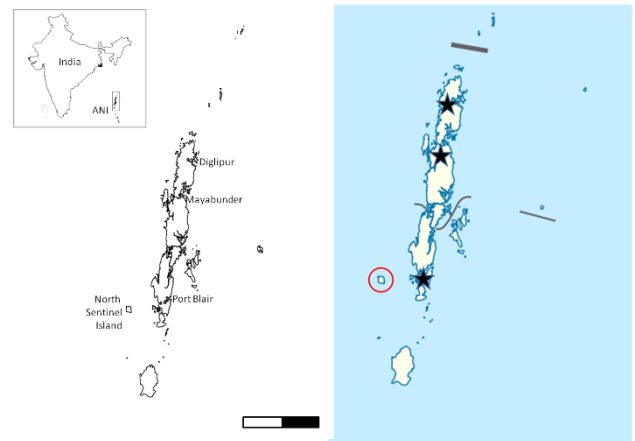 India
ANI
Diglipur
Mayabunder
North
Sentinel
Island
Port Blair